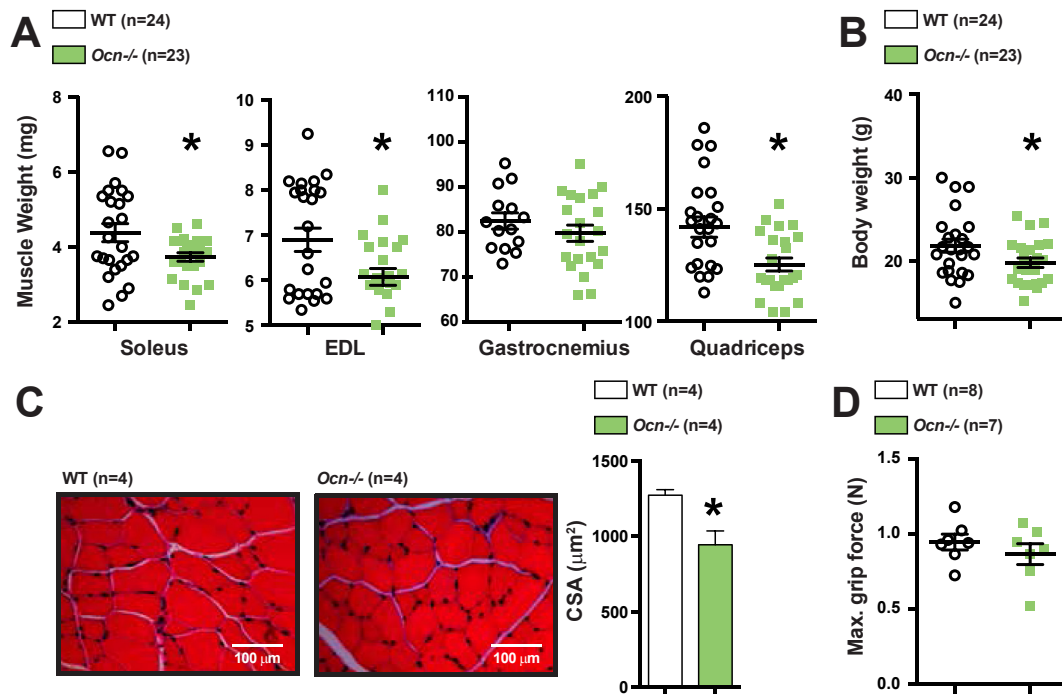 A
WT (n=24)
Ocn-/- (n=23)
Muscle Weight (mg)
8
6
4
2
Soleus
*
10
9
8
7
6
5
EDL
*
110
100
90
80
70
60
Gastrocnemius
200
150
100
Quadriceps
*
B
WT (n=24)
Ocn-/- (n=23)
Body weight (g)
40
30
20
*
C
WT (n=4)
100 μm
Ocn-/- (n=4)
100 μm
WT (n=4)
Ocn-/- (n=4)
CSA (μm²)
1500
1000
500
0
*
D
WT (n=8)
Ocn-/- (n=7)
Max. grip force (N)
1.5
1.0
0.5
0.0